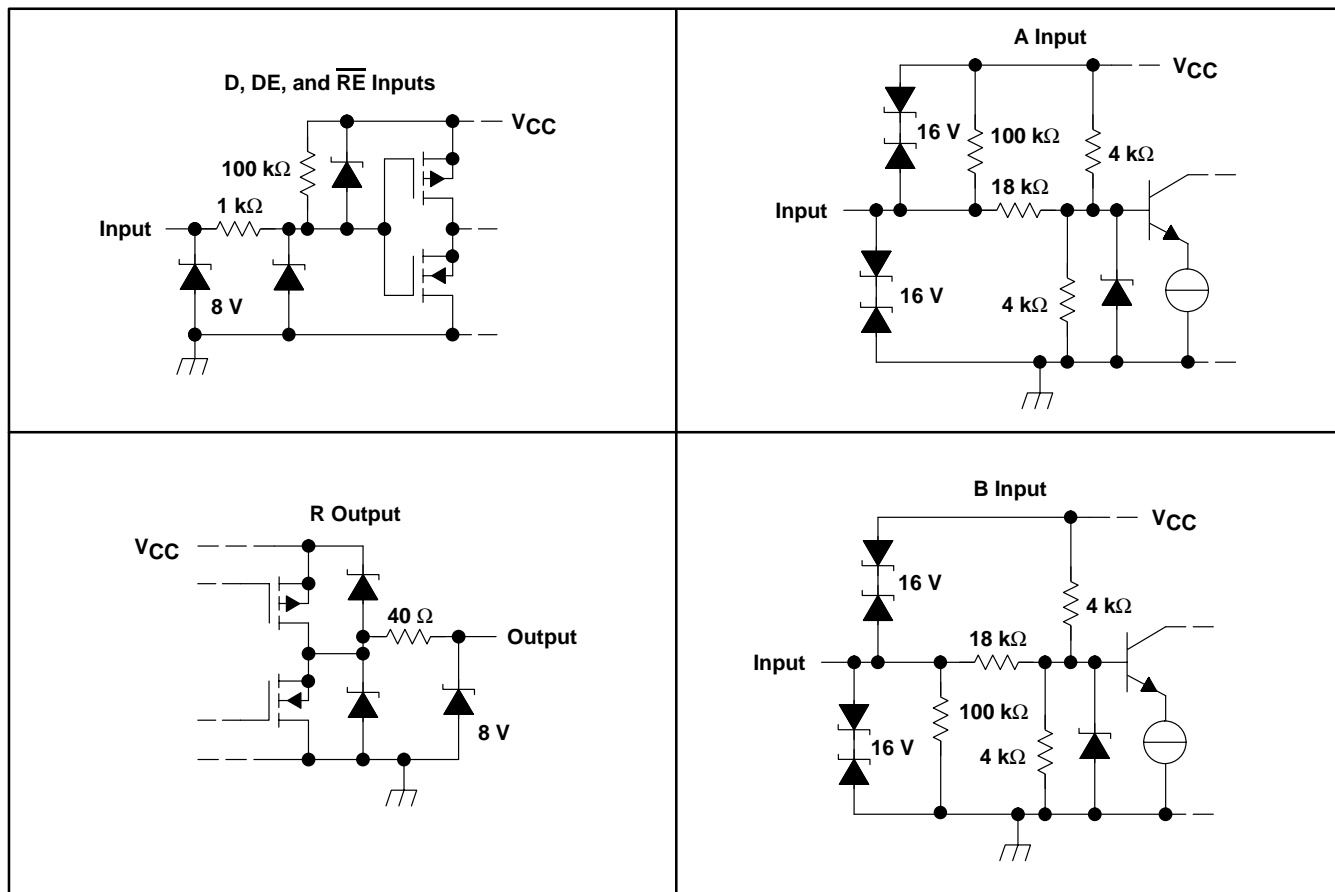 D, DE, and R̅E̅ Inputs
VCC
100 kΩ
1 kΩ
Input
8 V
A Input
VCC
16 V
100 kΩ
4 kΩ
18 kΩ
Input
16 V
4 kΩ
R Output
VCC
40 Ω
Output
8 V
B Input
VCC
16 V
4 kΩ
18 kΩ
Input
100 kΩ
16 V
4 kΩ